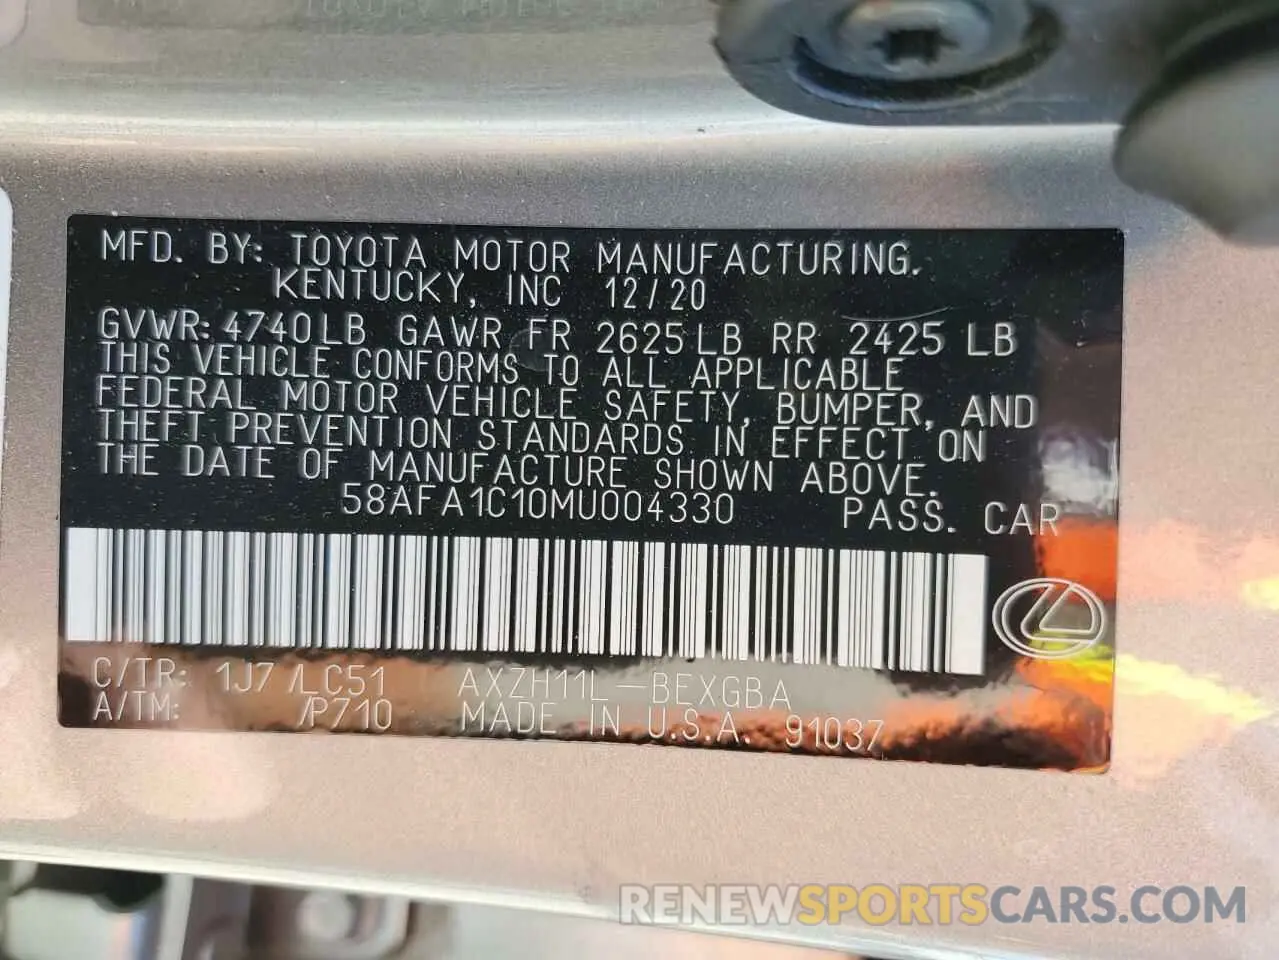 MFD. BY: TOYOTA MOTOR MANUFACTURING.
KENTUCKY, INC 12/20
GVWR: 4740LB GAWR FR 2625LB RR 2425LB
THIS VEHICLE CONFORMS TO ALL APPLICABLE
FEDERAL MOTOR VEHICLE SAFETY, BUMPER, AND
THEFT PREVENTION STANDARDS IN EFFECT ON
THE DATE OF MANUFACTURE SHOWN ABOVE.
58AFA1C10MU004330 PASS. CAR
C/TR: 1J7 /LC51 AXZH11L-BEXGBA
A/TM: /P710 MADE IN U.S.A. 91037
RENEWSPORTSCARS.COM